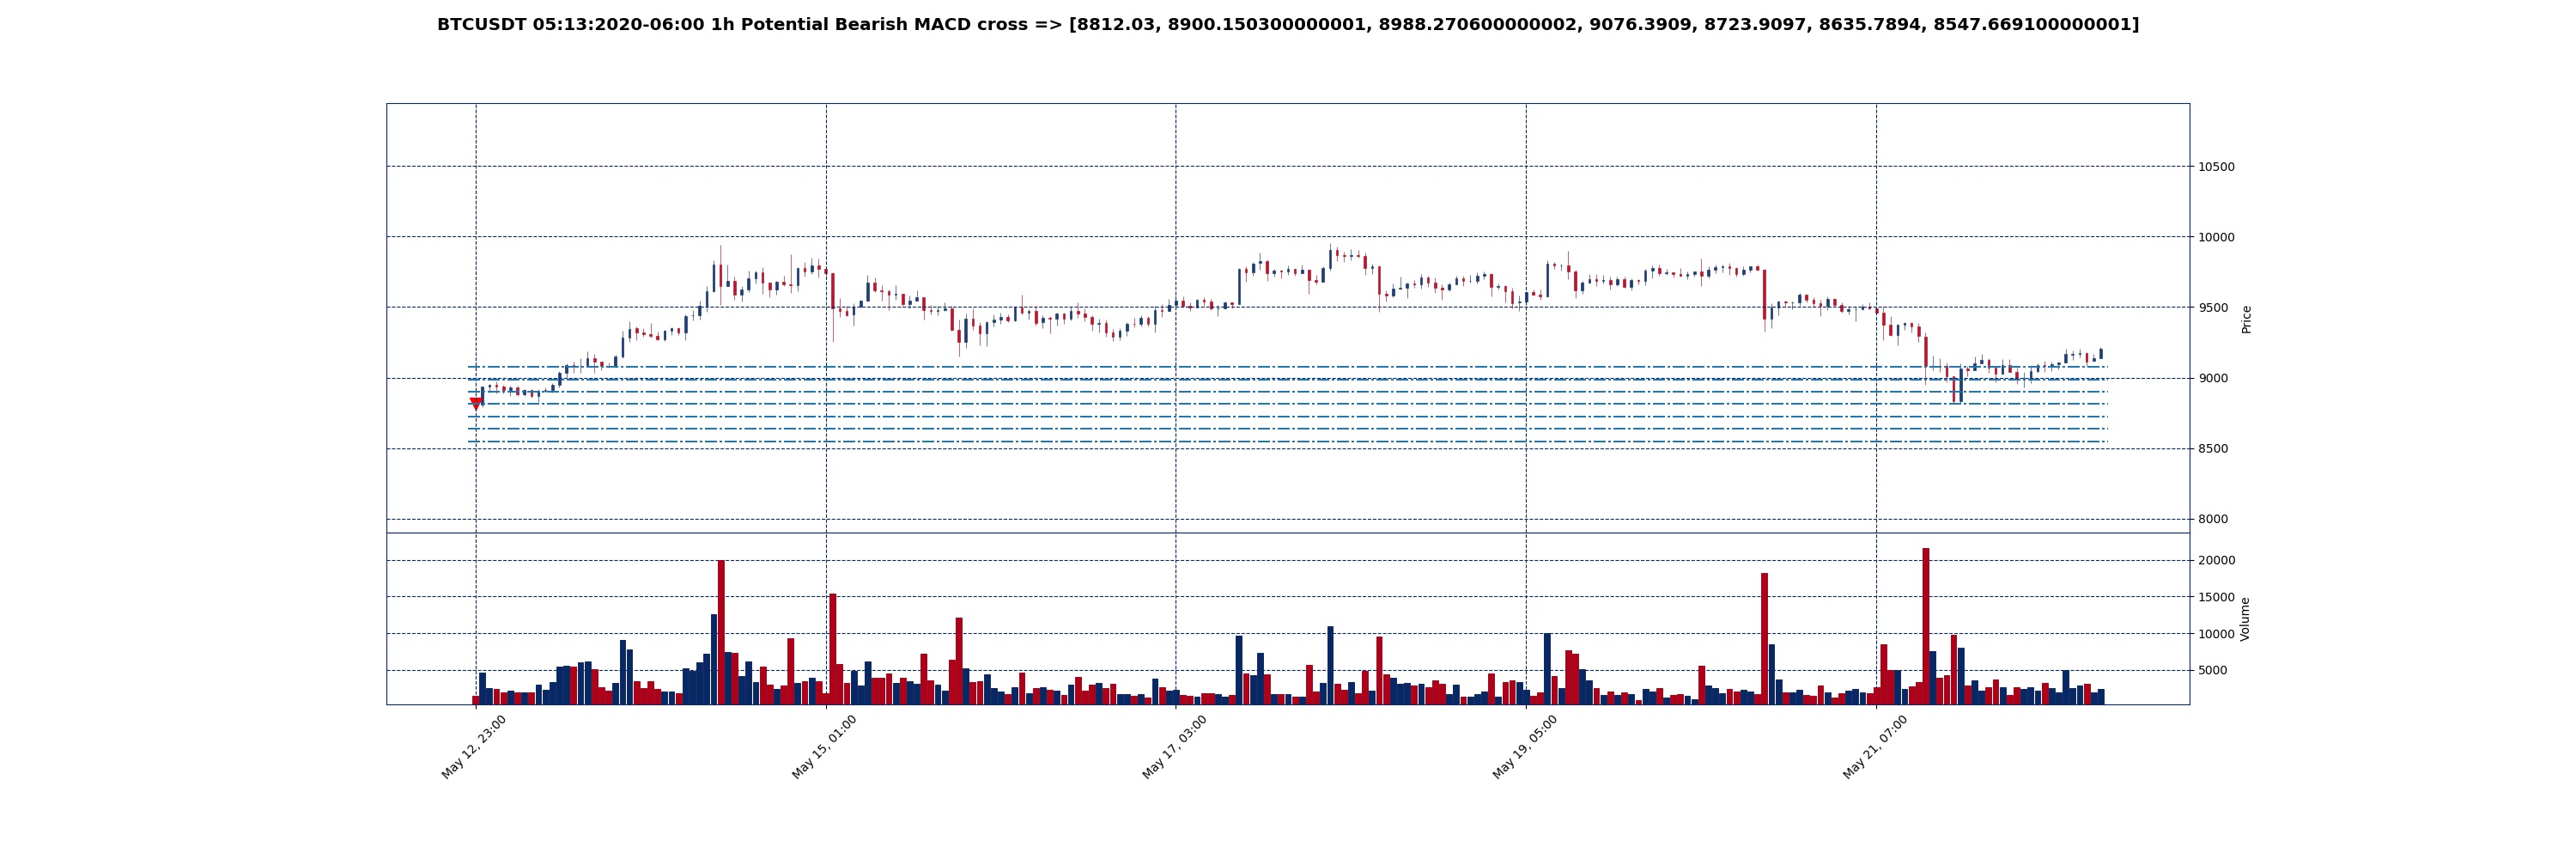 BTCUSDT 05:13:2020-06:00 1h Potential Bearish MACD cross => [8812.03, 8900.150300000001, 8988.270600000002, 9076.3909, 8723.9097, 8635.7894, 8547.669100000001]
10500
10000
9500
9000
8500
8000
Price
20000
15000
10000
5000
Volume
May 12, 23:00
May 15, 01:00
May 17, 03:00
May 19, 05:00
May 21, 07:00